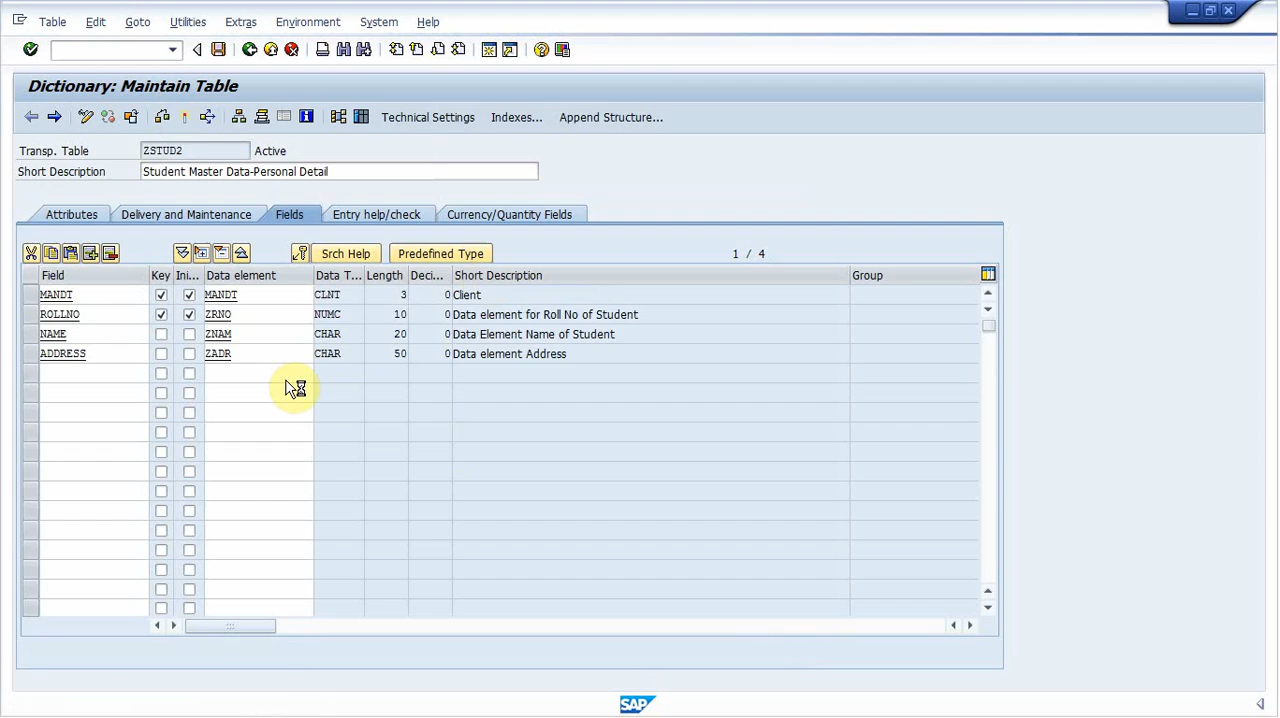 Table Edit Goto Utilities Extras Environment System Help
Dictionary: Maintain Table
Technical Settings Indexes... Append Structure...
Transp. Table ZSTUD2 Active
Short Description Student Master Data-Personal Detail
Attributes Delivery and Maintenance Fields Entry help/check Currency/Quantity Fields
Srch Help Predefined Type 1 / 4
Field Key Ini... Data element Data T... Length Deci... Short Description Group
MANDT MANDT CLNT 3 0 Client
ROLLNO ZRNO NUMC 10 0 Data element for Roll No of Student
NAME ZNAM CHAR 20 0 Data Element Name of Student
ADDRESS ZADR CHAR 50 0 Data element Address
SAP